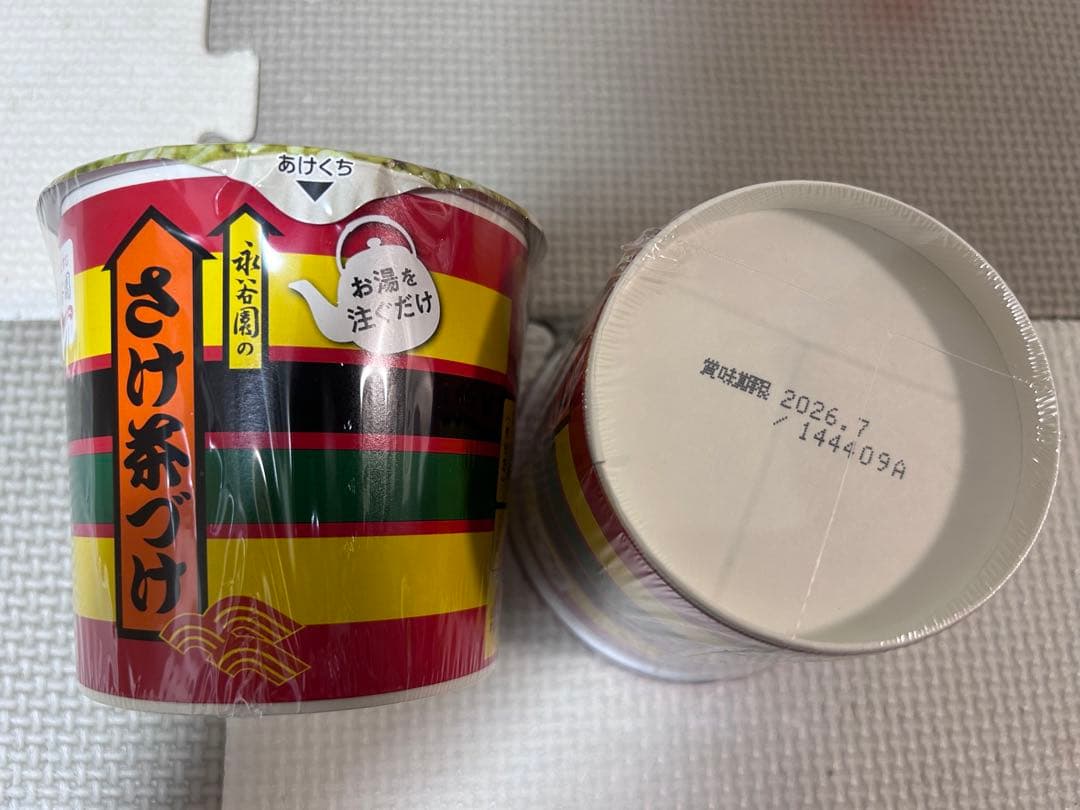 あけくち
永谷園の
さけ茶づけ
お湯を
注ぐだけ
賞味期限 2026.7
/ 144409A